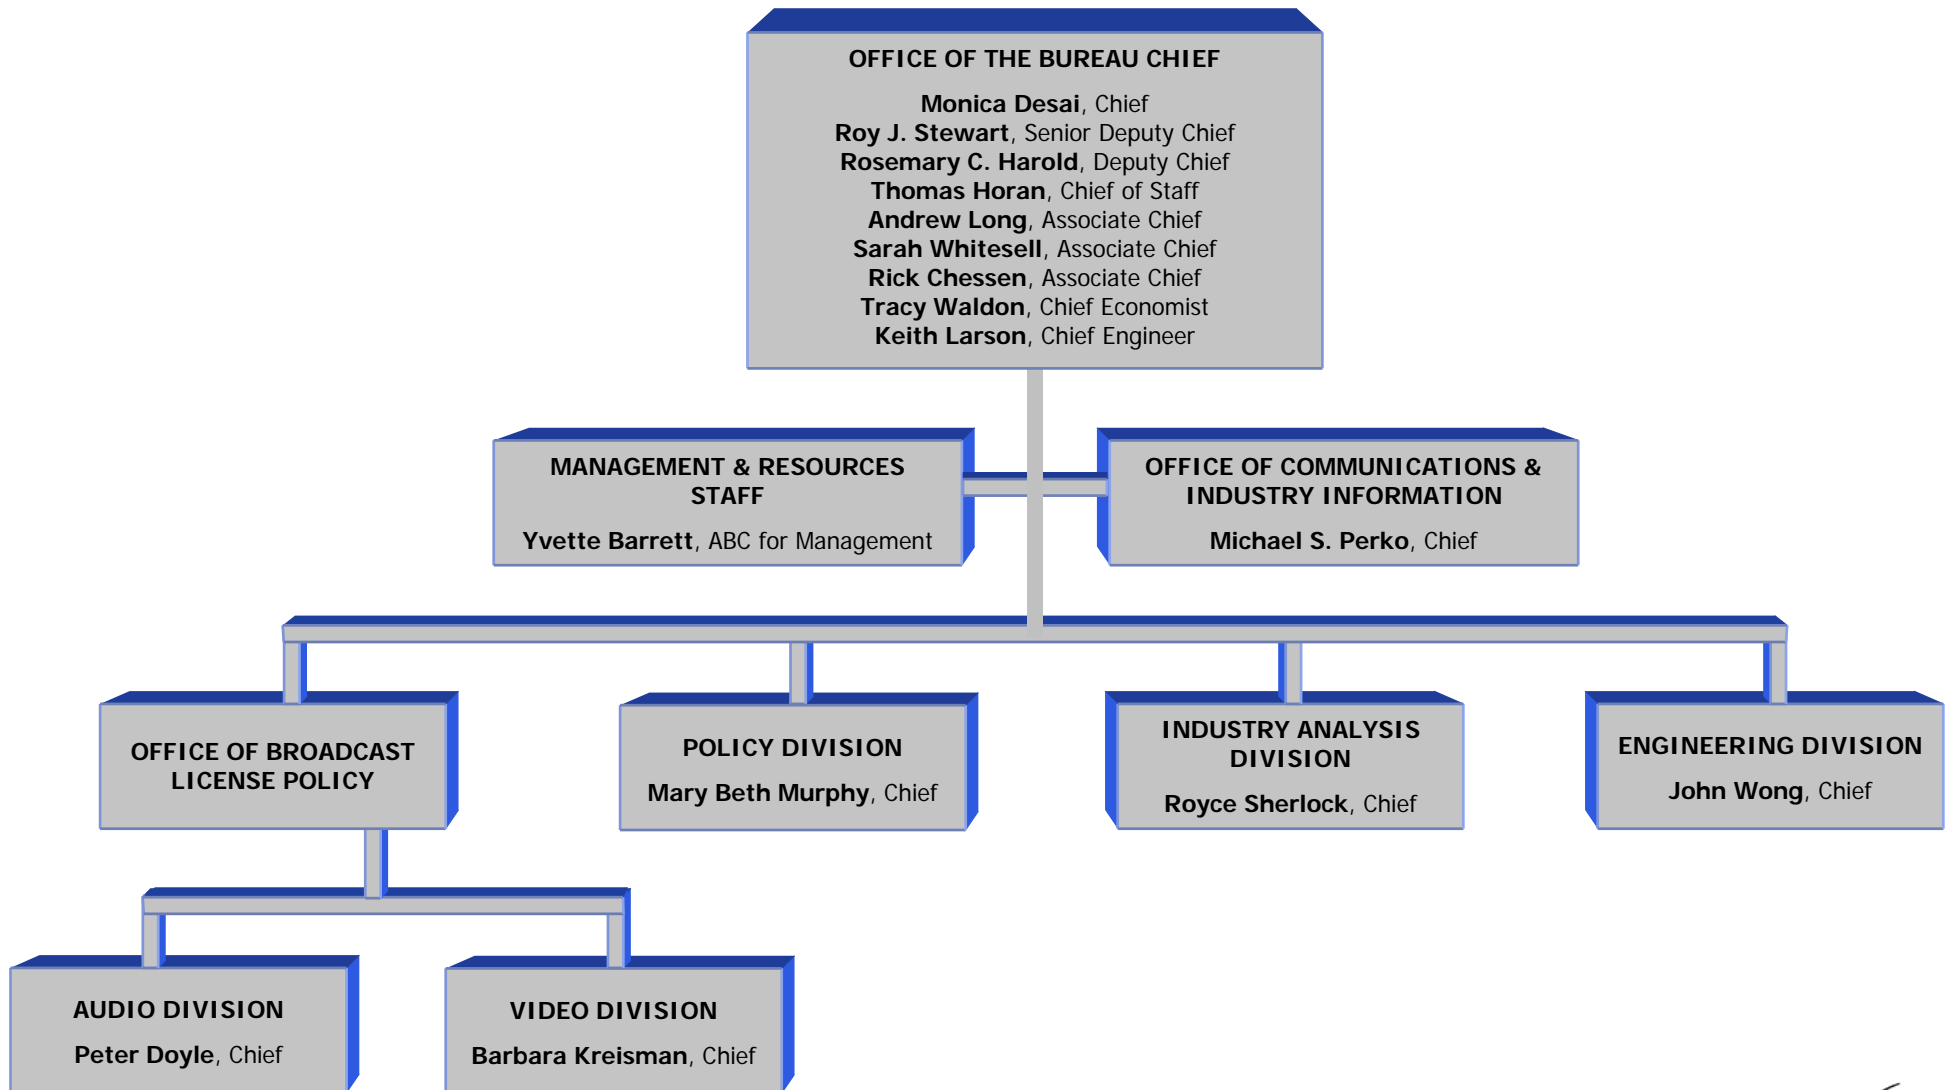 OFFICE OF THE BUREAU CHIEF
Monica Desai, Chief
Roy J. Stewart, Senior Deputy Chief
Rosemary C. Harold, Deputy Chief
Thomas Horan, Chief of Staff
Andrew Long, Associate Chief
Sarah Whitesell, Associate Chief
Rick Chessen, Associate Chief
Tracy Waldon, Chief Economist
Keith Larson, Chief Engineer
MANAGEMENT & RESOURCES
STAFF
Yvette Barrett, ABC for Management
OFFICE OF COMMUNICATIONS &
INDUSTRY INFORMATION
Michael S. Perko, Chief
OFFICE OF BROADCAST
LICENSE POLICY
POLICY DIVISION
Mary Beth Murphy, Chief
INDUSTRY ANALYSIS
DIVISION
Royce Sherlock, Chief
ENGINEERING DIVISION
John Wong, Chief
AUDIO DIVISION
Peter Doyle, Chief
VIDEO DIVISION
Barbara Kreisman, Chief